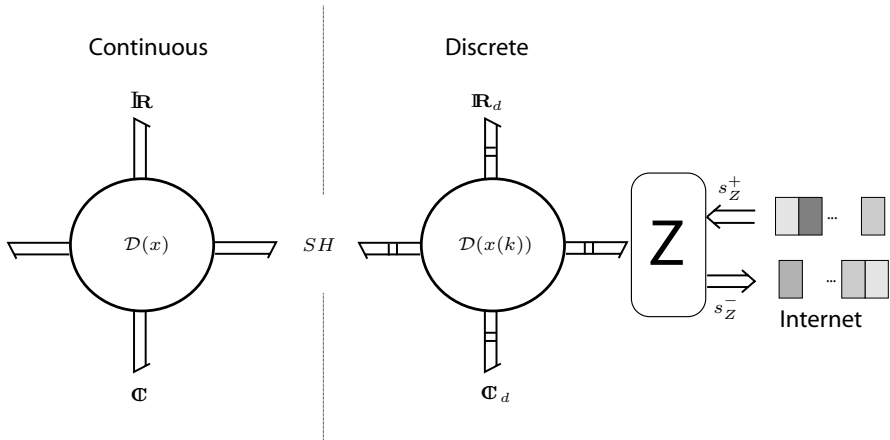 Continuous
Discrete
ℝ
ℝ_d
𝒟(x)
SH
𝒟(x(k))
Z
s_Z^+
...
s_Z^-
...
Internet
ℂ
ℂ_d